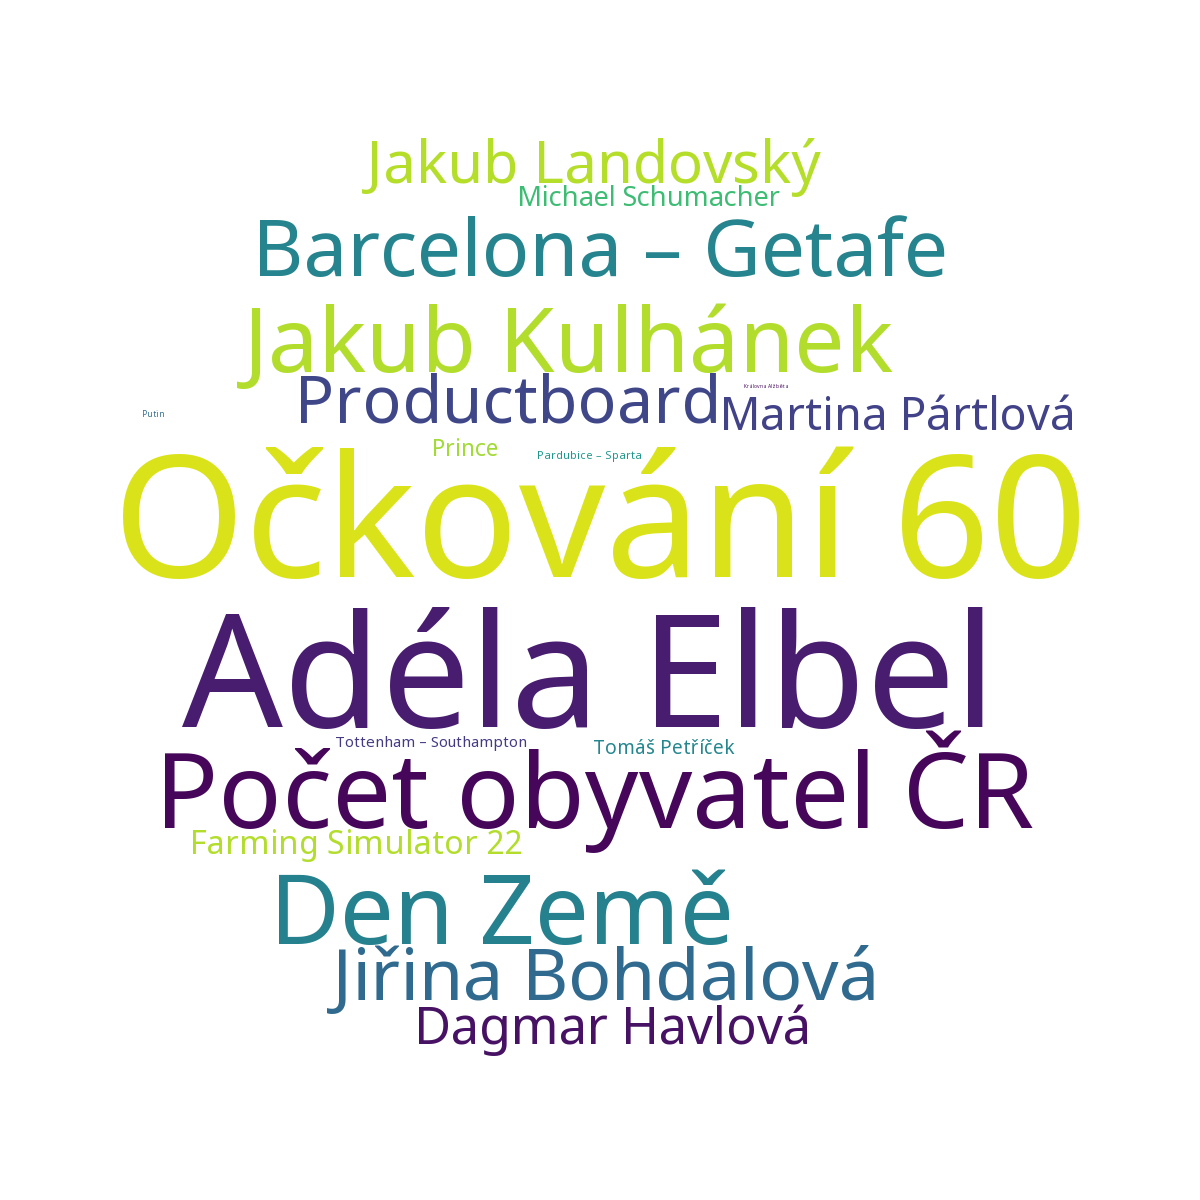 Jakub Landovský
Michael Schumacher
Barcelona – Getafe
Jakub Kulhánek
Productboard
Královna Alžběta
Martina Pártlová
Putin
Prince
Pardubice – Sparta
Očkování 60
Adéla Elbel
Tottenham – Southampton
Tomáš Petříček
Počet obyvatel ČR
Farming Simulator 22
Den Země
Jiřina Bohdalová
Dagmar Havlová